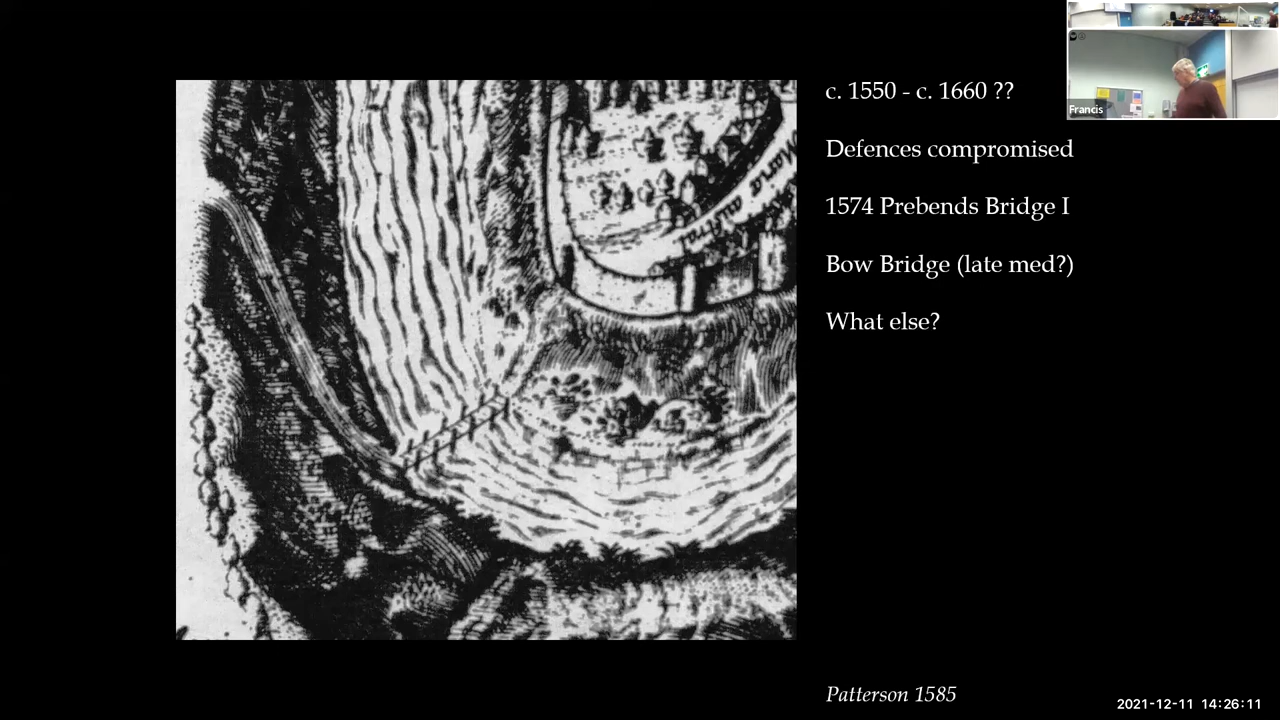 c. 1550 - c. 1660 ??
Francis
Defences compromised
1574 Prebends Bridge I
Bow Bridge (late med?)
What else?
Patterson 1585
2021-12-11 14:26:11